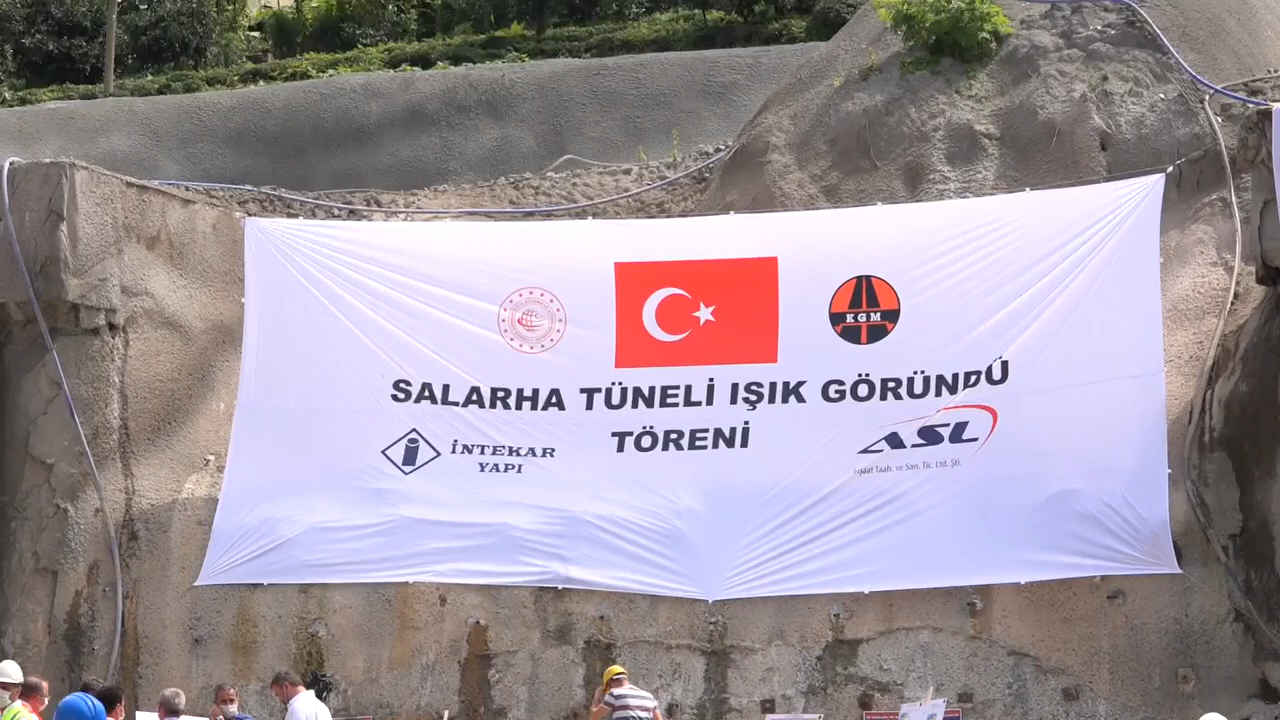 KGM
SALARHA TÜNELİ IŞIK GÖRÜNDÜ
TÖRENİ
İNTEKAR
YAPI
ASL
İnşaat Taah. ve San. Tic. Ltd. Şti.